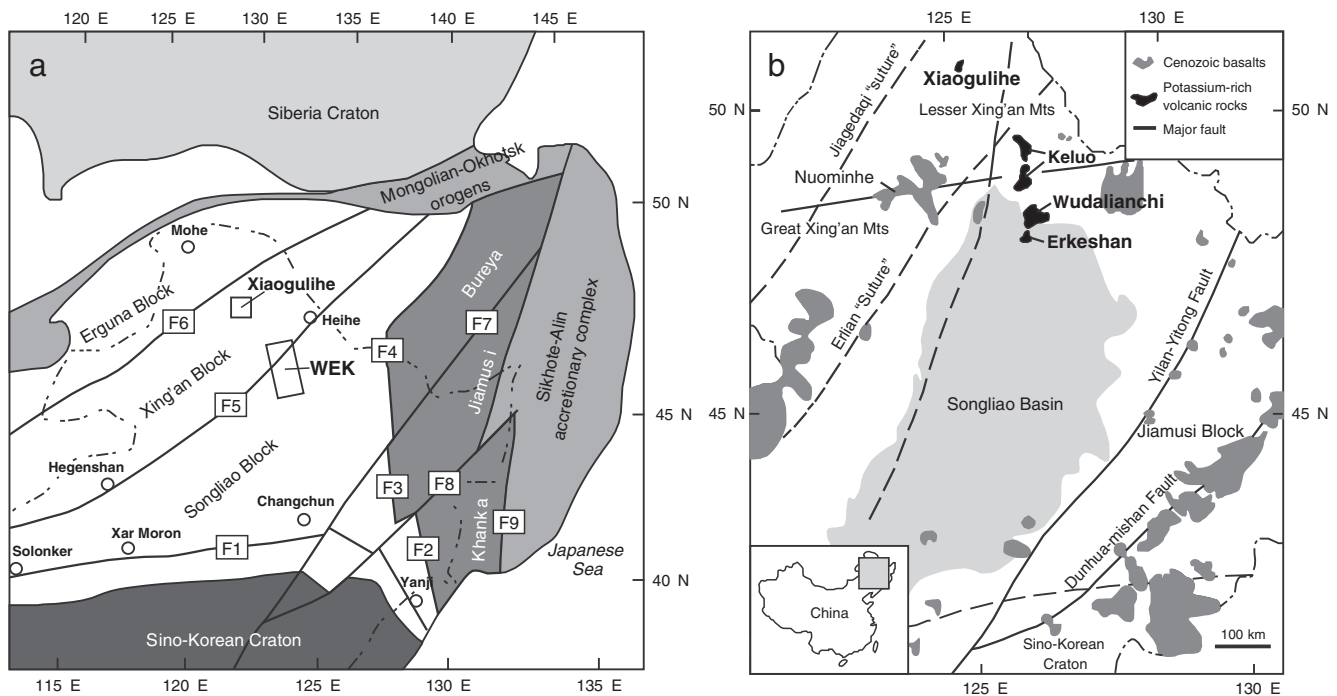 120 E
125 E
130 E
135 E
140 E
145 E
a
Siberia Craton
Mongolian-Okhotsk
orogens
50 N
Mohe
Xiaogulihe
Erguna Block
F6
Heihe
Bureya
F7
F4
WEK
Xing'an Block
Jiamusi
Sikhote-Alin
accretionary complex
F5
45 N
Hegenshan
Songliao Block
Changchun
F3
F8
Khanka
F9
Xar Moron
Solonker
F1
F2
Japanese
Sea
Yanji
40 N
Sino-Korean Craton
115 E
120 E
125 E
130 E
135 E
125 E
130 E
b
Xiaogulihe
Cenozoic basalts
Potassium-rich
volcanic rocks
Major fault
50 N
50 N
Jiagedaqi "suture"
Lesser Xing'an Mts
Keluo
Nuominhe
Wudalianchi
Great Xing'an Mts
Erkeshan
Erlian "Suture"
Yilan-Yitong Fault
45 N
45 N
Songliao Basin
Jiamusi Block
Dunhua-mishan Fault
China
Sino-Korean
Craton
100 km
125 E
130 E